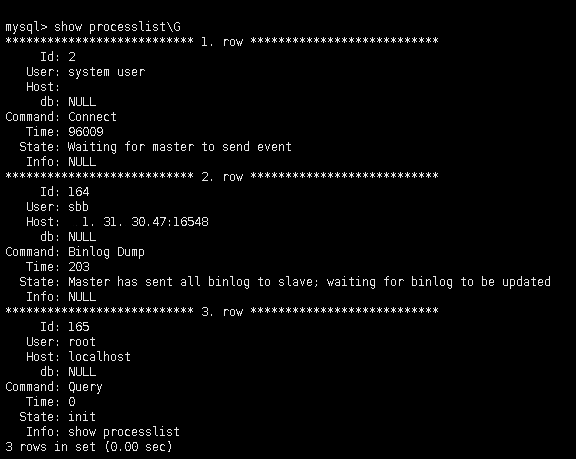 mysql> show processlist\G
*************************** 1. row ***************************
     Id: 2
   User: system user
   Host:
     db: NULL
Command: Connect
   Time: 96009
  State: Waiting for master to send event
   Info: NULL
*************************** 2. row ***************************
     Id: 164
   User: sbb
   Host:   1. 31. 30.47:16548
     db: NULL
Command: Binlog Dump
   Time: 203
  State: Master has sent all binlog to slave; waiting for binlog to be updated
   Info: NULL
*************************** 3. row ***************************
     Id: 165
   User: root
   Host: localhost
     db: NULL
Command: Query
   Time: 0
  State: init
   Info: show processlist
3 rows in set (0.00 sec)